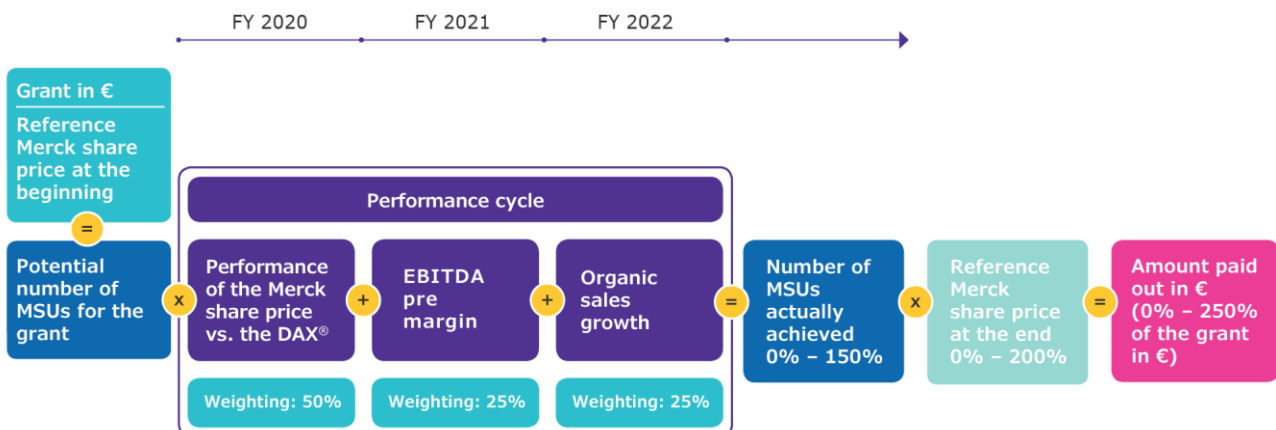 FY 2020
FY 2021
FY 2022
Grant in €
Reference
Merck share
price at the
beginning
=
Potential
number of
MSUs for the
grant
x
Performance cycle
Performance
of the Merck
share price
vs. the DAX®
+
EBITDA
pre
margin
+
Organic
sales
growth
Weighting: 50%
Weighting: 25%
Weighting: 25%
=
Number of
MSUs
actually
achieved
0% – 150%
x
Reference
Merck
share price
at the end
0% – 200%
=
Amount paid
out in €
(0% – 250%
of the grant
in €)